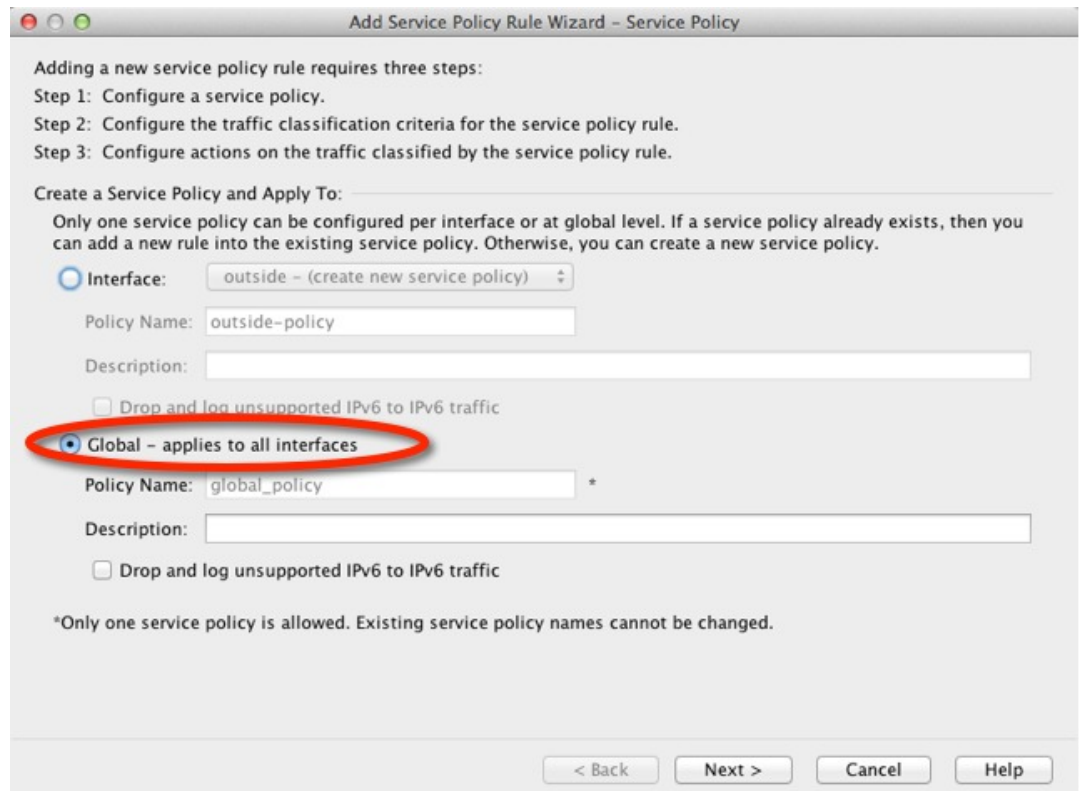 Add Service Policy Rule Wizard – Service Policy
Adding a new service policy rule requires three steps:
Step 1: Configure a service policy.
Step 2: Configure the traffic classification criteria for the service policy rule.
Step 3: Configure actions on the traffic classified by the service policy rule.
Create a Service Policy and Apply To:
Only one service policy can be configured per interface or at global level. If a service policy already exists, then you
can add a new rule into the existing service policy. Otherwise, you can create a new service policy.
Interface: outside – (create new service policy)
Policy Name: outside-policy
Description:
Drop and log unsupported IPv6 to IPv6 traffic
Global – applies to all interfaces
Policy Name: global_policy *
Description:
Drop and log unsupported IPv6 to IPv6 traffic
*Only one service policy is allowed. Existing service policy names cannot be changed.
< Back Next > Cancel Help